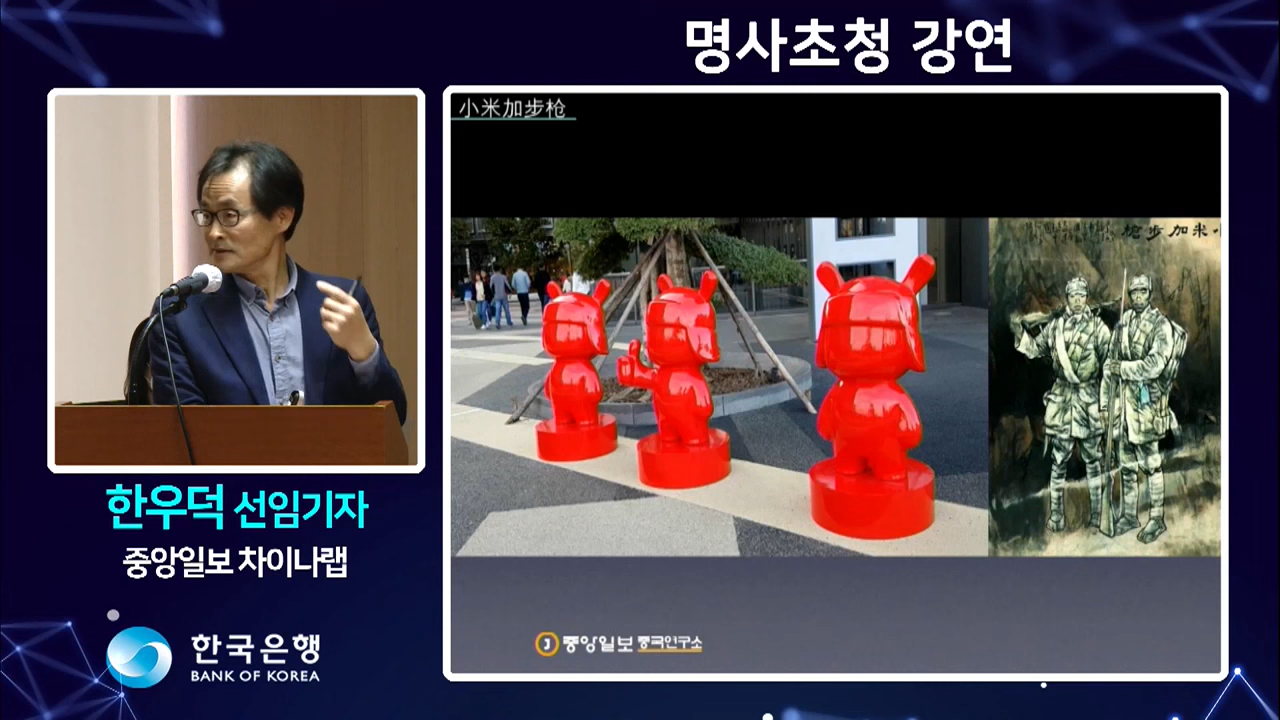 명사초청 강연
小米加步枪
한우덕 선임기자
중앙일보 차이나랩
한국은행
BANK OF KOREA
J 중앙일보 중국연구소